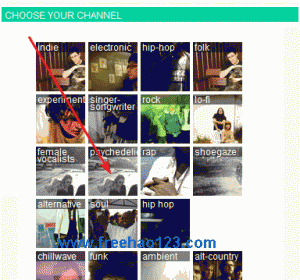 CHOOSE YOUR CHANNEL
indie electronic hip-hop folk
experiment singer-songwriter rock lo-fi
female vocalists psychedelic rap shoegaze
alternative soul hip hop
www.freehao123.com
chillwave funk ambient alt-country